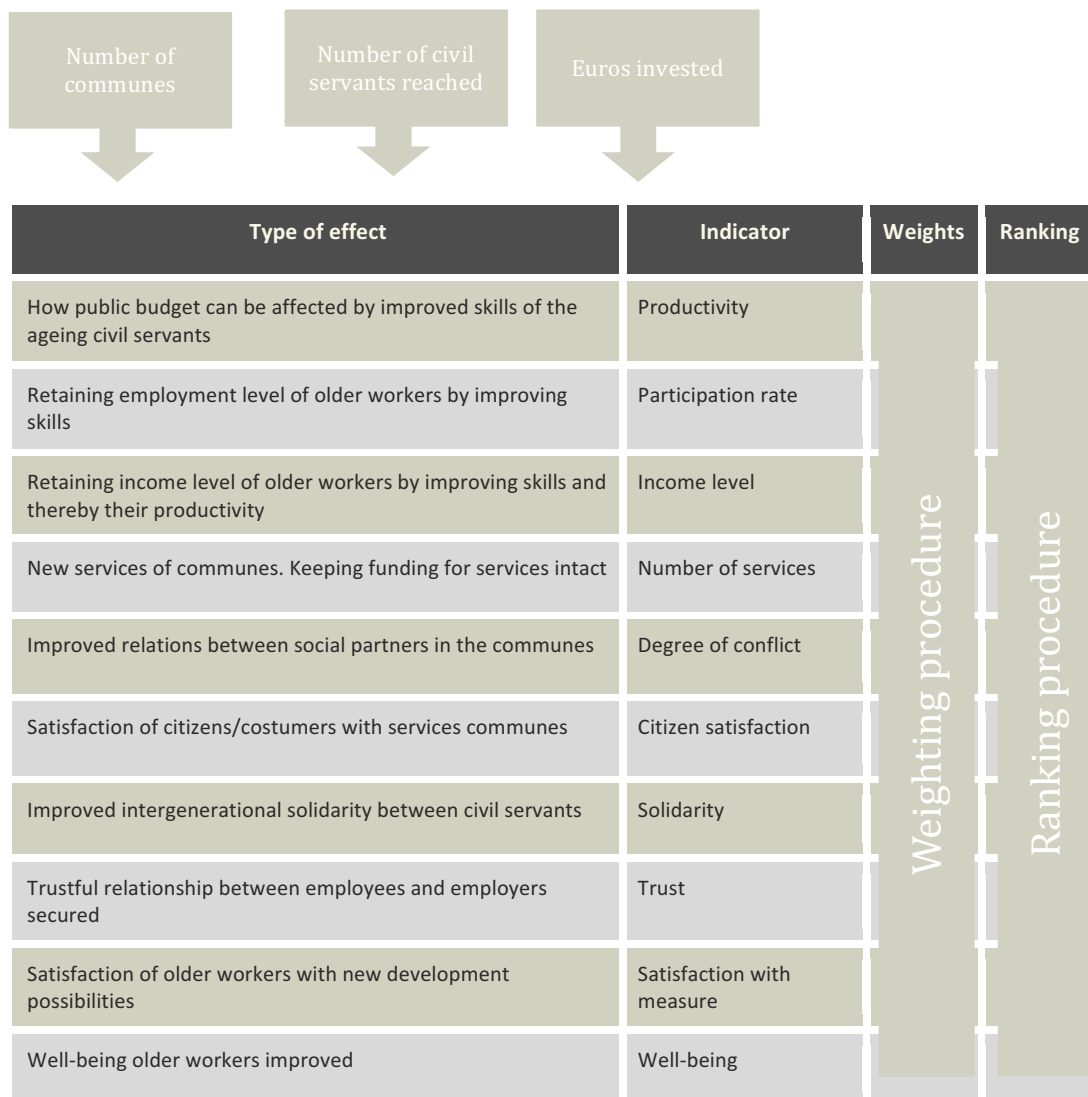 Number of
communes
Number of civil
servants reached
Euros invested
Type of effect
Indicator
Weights
Ranking
How public budget can be affected by improved skills of the
ageing civil servants
Productivity
Retaining employment level of older workers by improving
skills
Participation rate
Retaining income level of older workers by improving skills and
thereby their productivity
Income level
New services of communes. Keeping funding for services intact
Number of services
Improved relations between social partners in the communes
Degree of conflict
Satisfaction of citizens/costumers with services communes
Citizen satisfaction
Improved intergenerational solidarity between civil servants
Solidarity
Trustful relationship between employees and employers
secured
Trust
Satisfaction of older workers with new development
possibilities
Satisfaction with
measure
Well-being older workers improved
Well-being
Weighting procedure
Ranking procedure